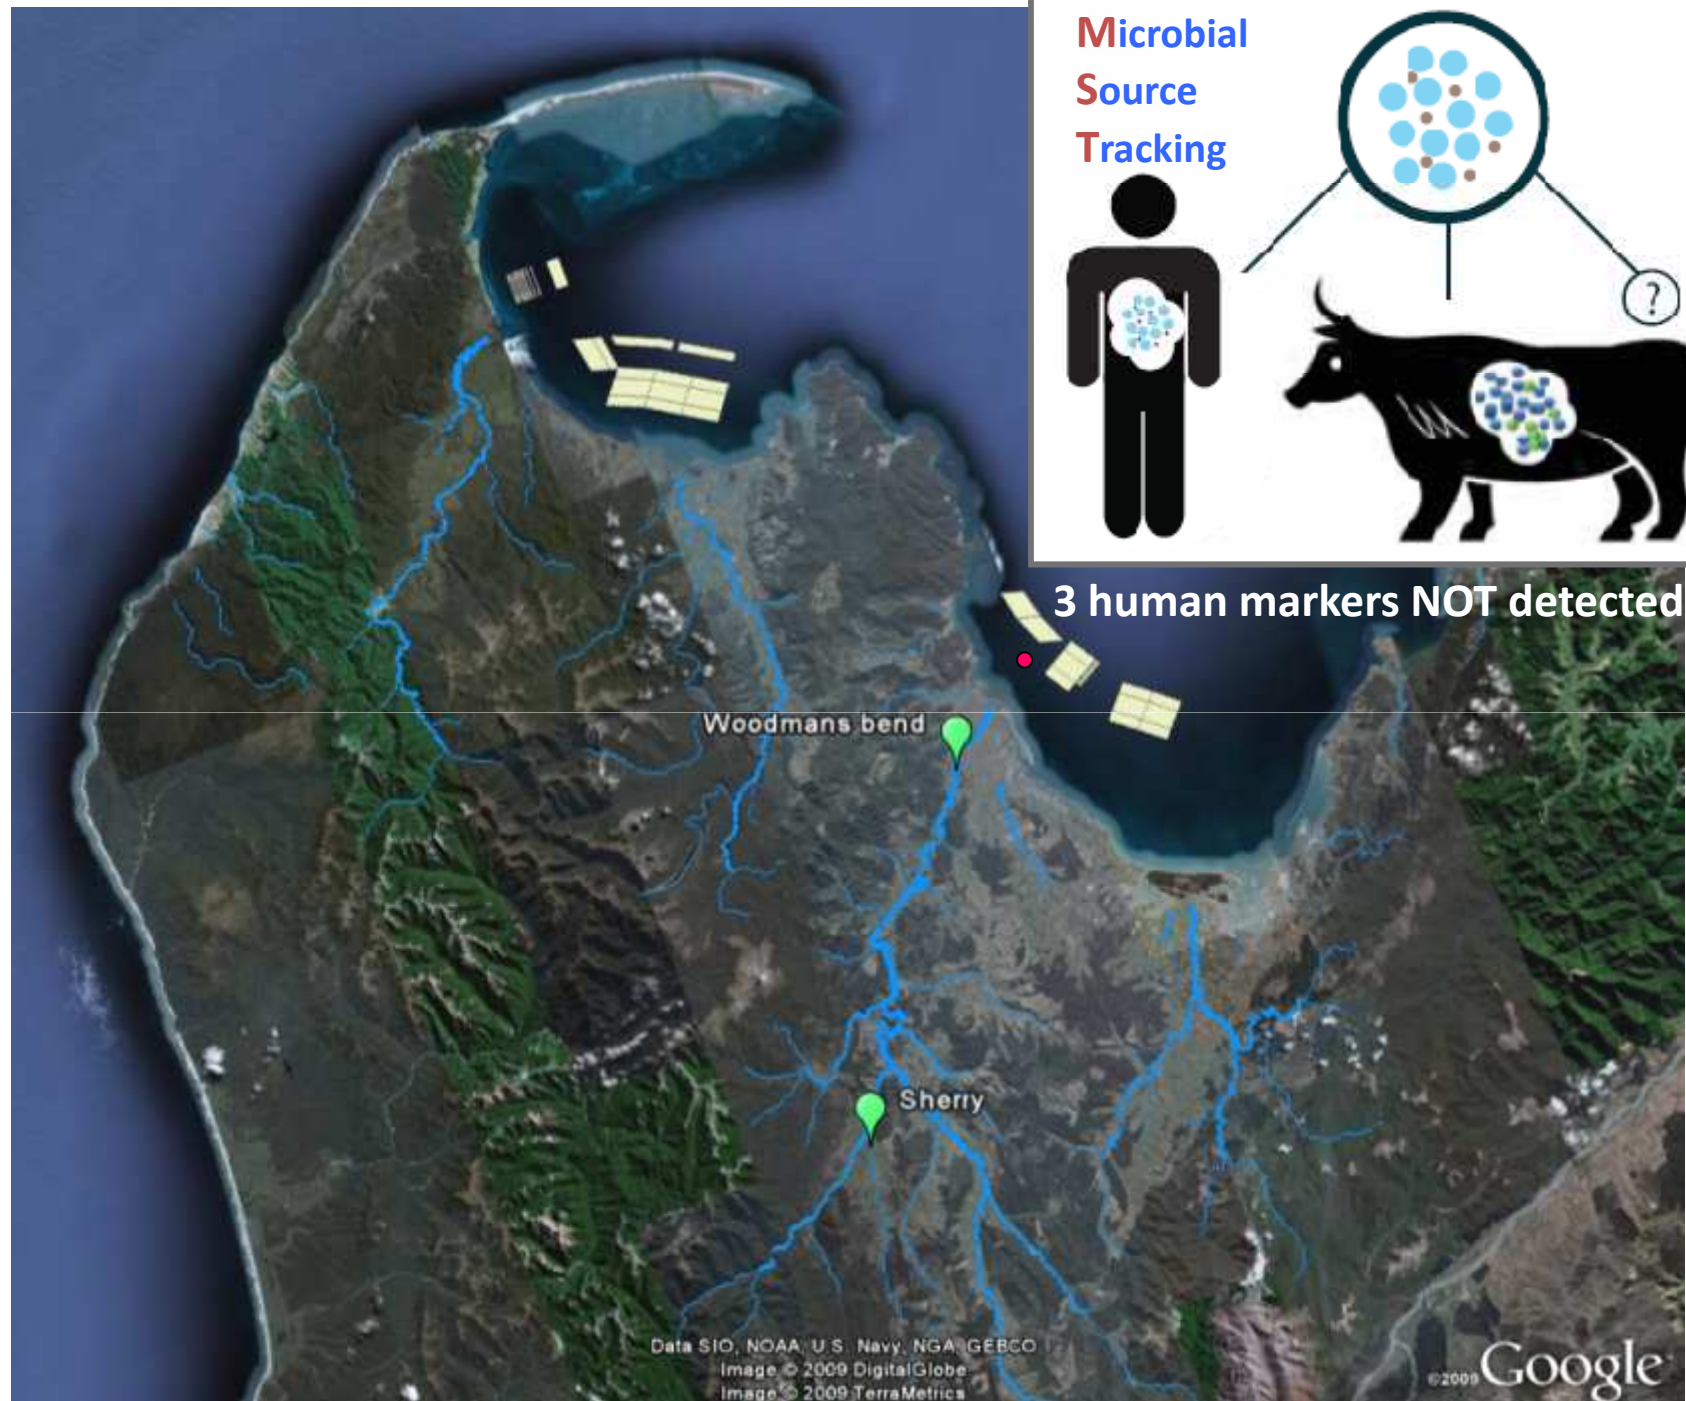 Microbial
Source
Tracking
?
3 human markers NOT detected
Woodmans bend
Sherry
Data SIO, NOAA, U.S. Navy, NGA, GEBCO
Image © 2009 DigitalGlobe
Image © 2009 TerraMetrics
©2009 Google